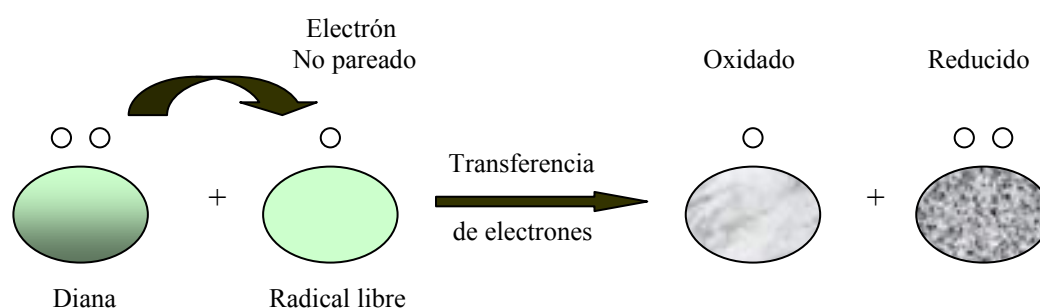 Electrón
No pareado
Oxidado
Reducido
+
Transferencia
de electrones
+
Diana
Radical libre